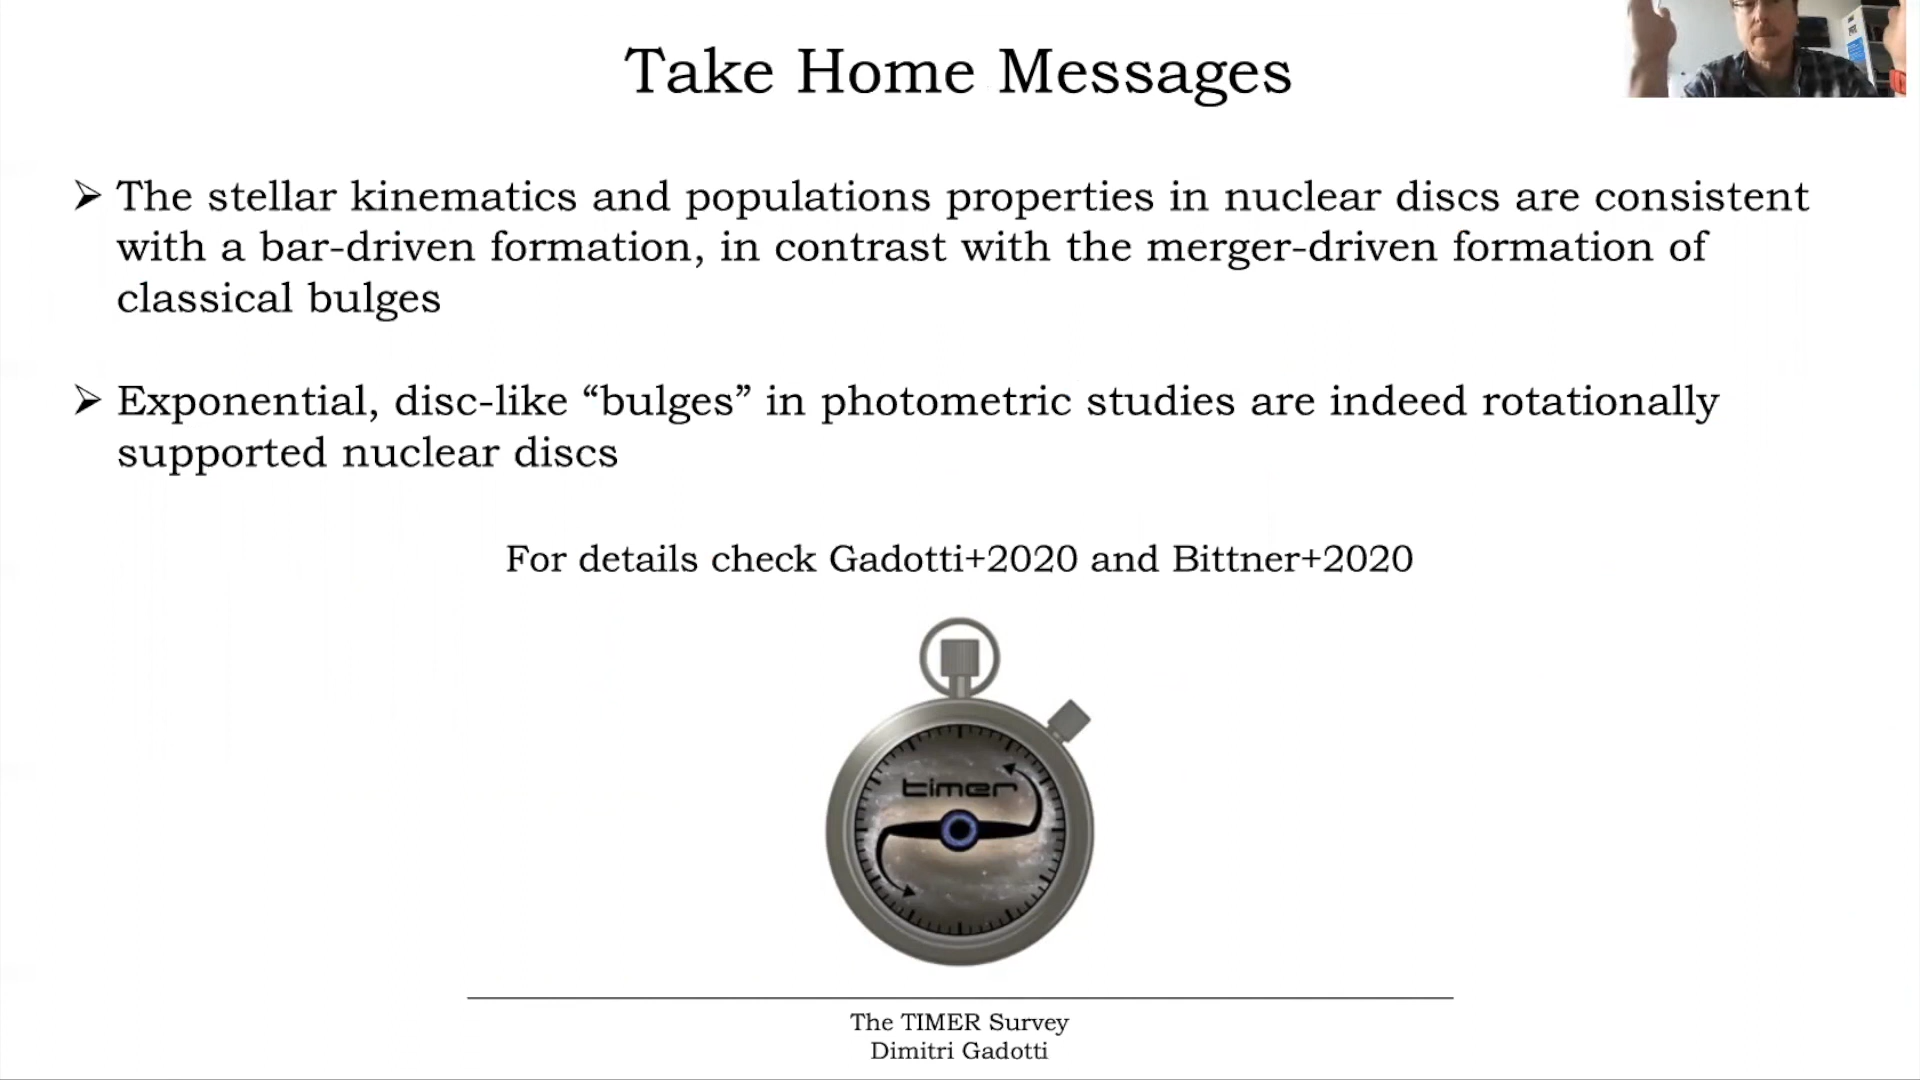 Take Home Messages
➢ The stellar kinematics and populations properties in nuclear discs are consistent
with a bar-driven formation, in contrast with the merger-driven formation of
classical bulges
➢ Exponential, disc-like “bulges” in photometric studies are indeed rotationally
supported nuclear discs
For details check Gadotti+2020 and Bittner+2020
timer
The TIMER Survey
Dimitri Gadotti